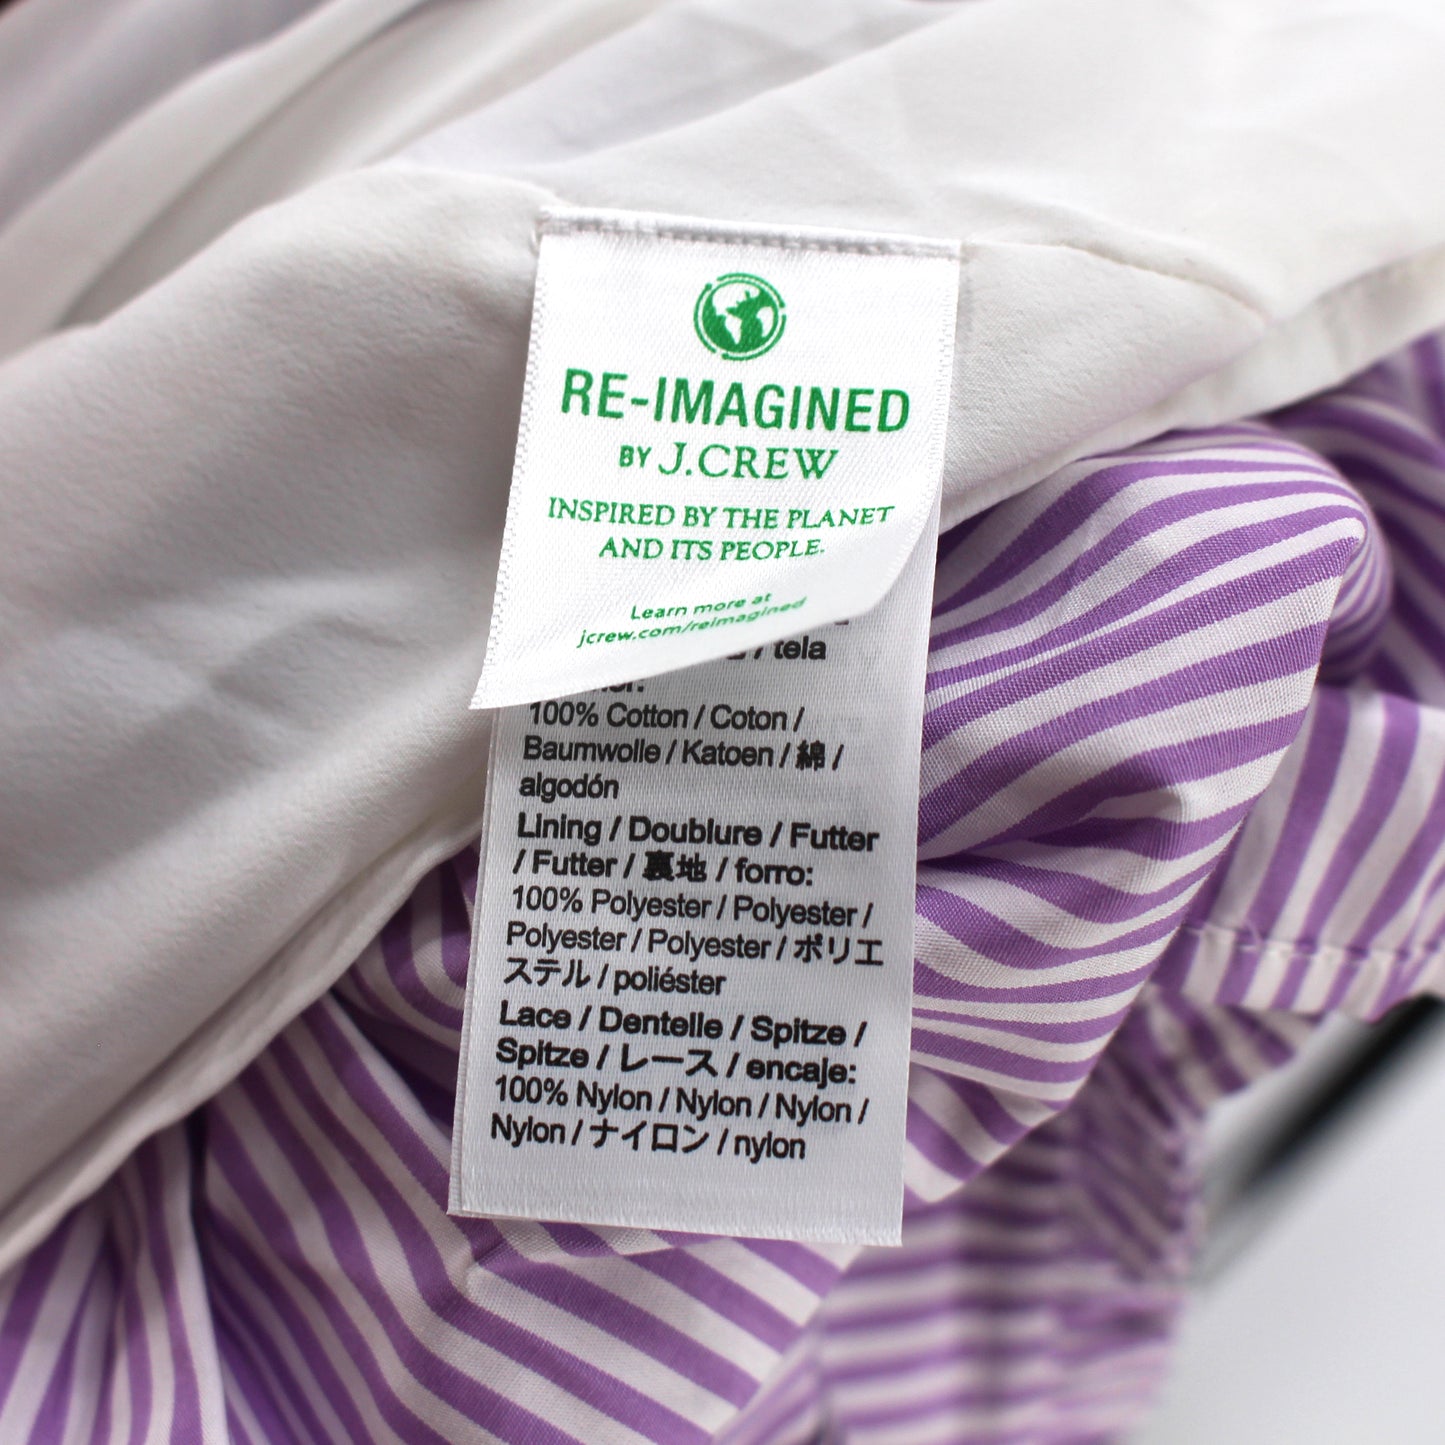 RE-IMAGINED
BY J.CREW
INSPIRED BY THE PLANET
AND ITS PEOPLE.
Learn more at
jcrew.com/reimagined
/ tela
100% Cotton / Coton /
Baumwolle / Katoen / 綿 /
algodón
Lining / Doublure / Futter
/ Futter / 裏地 / forro:
100% Polyester / Polyester /
Polyester / Polyester / ポリエ
ステル / poliéster
Lace / Dentelle / Spitze /
Spitze / レース / encaje:
100% Nylon / Nylon / Nylon /
Nylon / ナイロン / nylon